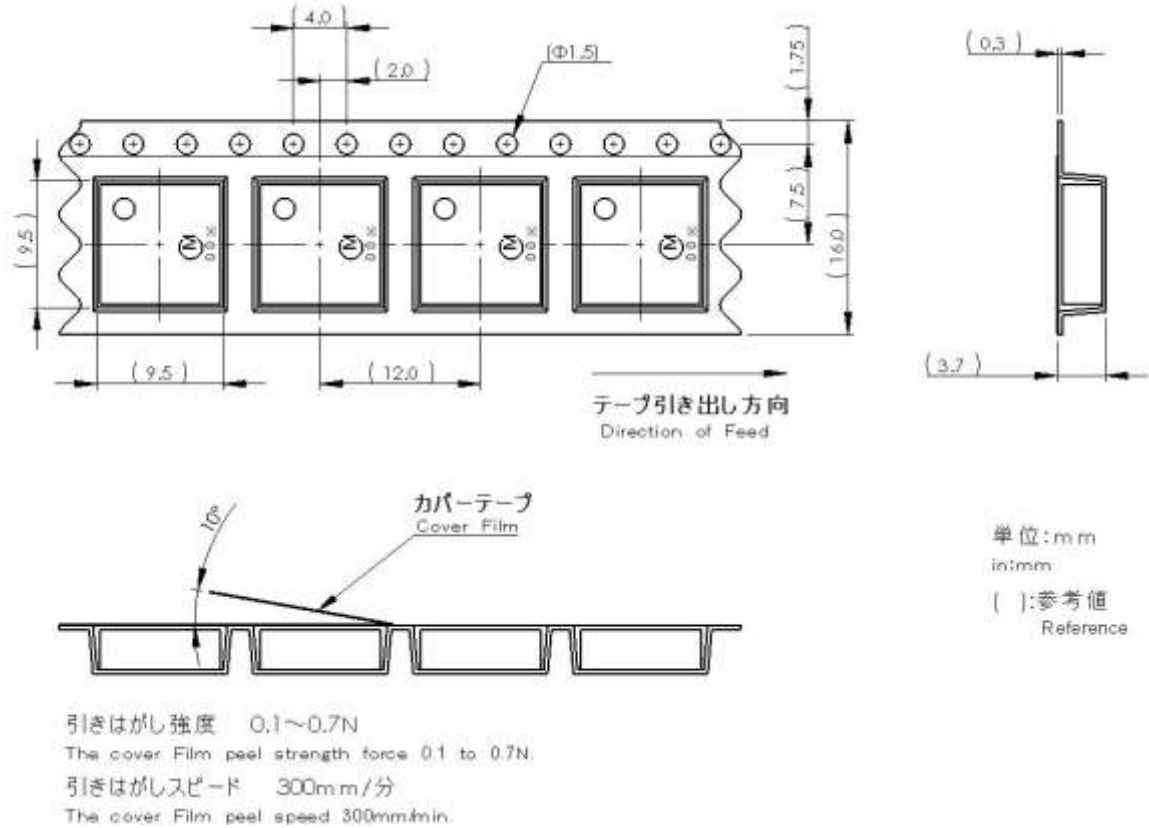 ( 4.0 )
( 2.0 )
(Φ1.5)
( 1.75 )
( 0.3 )
( 9.5 )
Ⓜ
Ⓜ
Ⓜ
Ⓜ
( 7.5 )
( 16.0 )
( 9.5 )
( 12.0 )
( 3.7 )
テープ引き出し方向
Direction of Feed
10°
カバーテープ
Cover Film
単位:mm
in:mm
( ):参考値
Reference
引きはがし強度 0.1～0.7N
The cover Film peel strength force 0.1 to 0.7N.
引きはがしスピード 300mm/分
The cover Film peel speed 300mm/min.